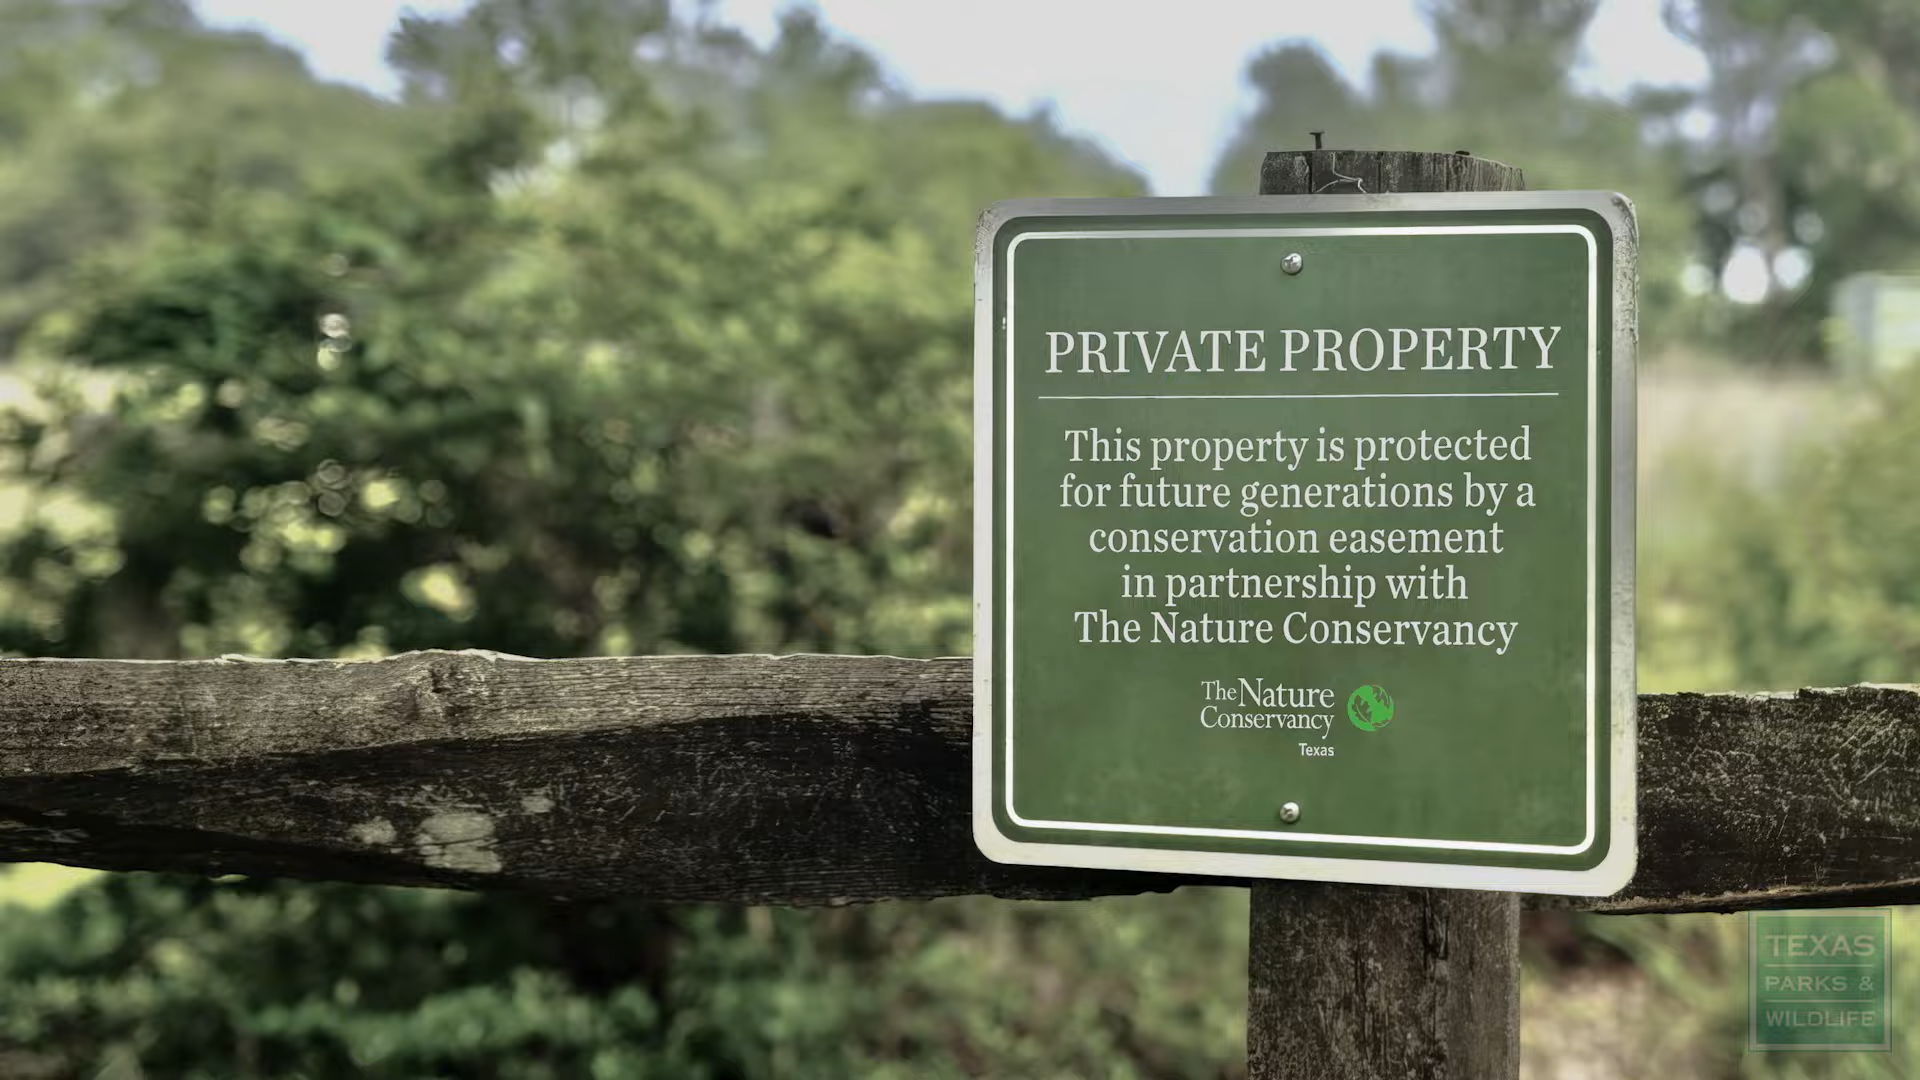 PRIVATE PROPERTY
This property is protected
for future generations by a
conservation easement
in partnership with
The Nature Conservancy
The Nature
Conservancy
Texas
TEXAS
PARKS &
WILDLIFE